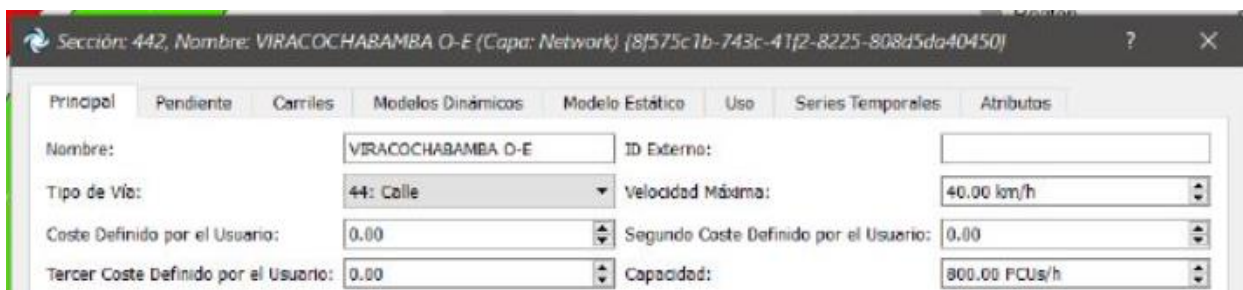 Sección: 442, Nombre: VIRACOCHABAMBA O-E (Capa: Network) {8f575c1b-743c-41f2-8225-808d5da40450} ? ×
Principal Pendiente Carriles Modelos Dinámicos Modelo Estático Uso Series Temporales Atributos
Nombre: VIRACOCHABAMBA O-E ID Externo:
Tipo de Vía: 44: Calle Velocidad Máxima: 40.00 km/h
Coste Definido por el Usuario: 0.00 Segundo Coste Definido por el Usuario: 0.00
Tercer Coste Definido por el Usuario: 0.00 Capacidad: 800.00 PCUs/h